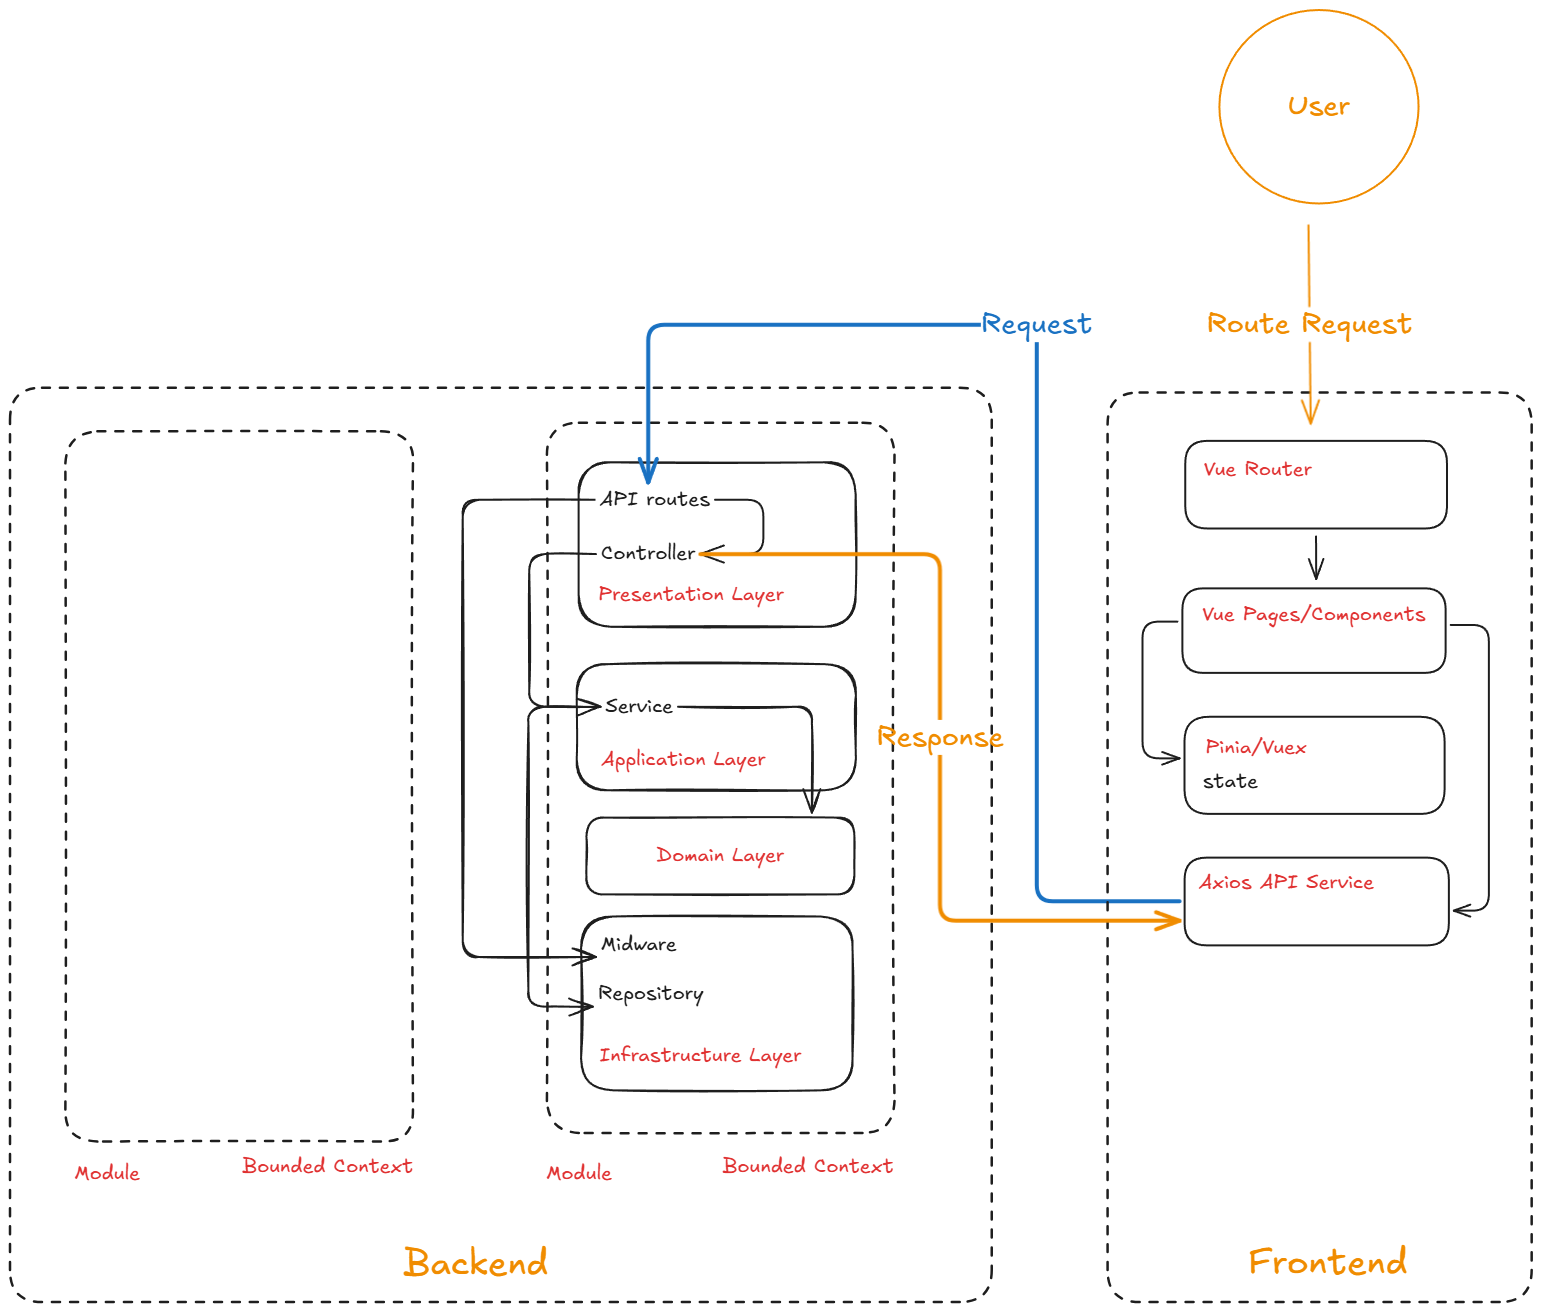 User
Request
Route Request
API routes
Controller
Presentation Layer
Service
Application Layer
Domain Layer
Midware
Repository
Infrastructure Layer
Response
Vue Router
Vue Pages/Components
Pinia/Vuex
state
Axios API Service
Module
Bounded Context
Module
Bounded Context
Backend
Frontend